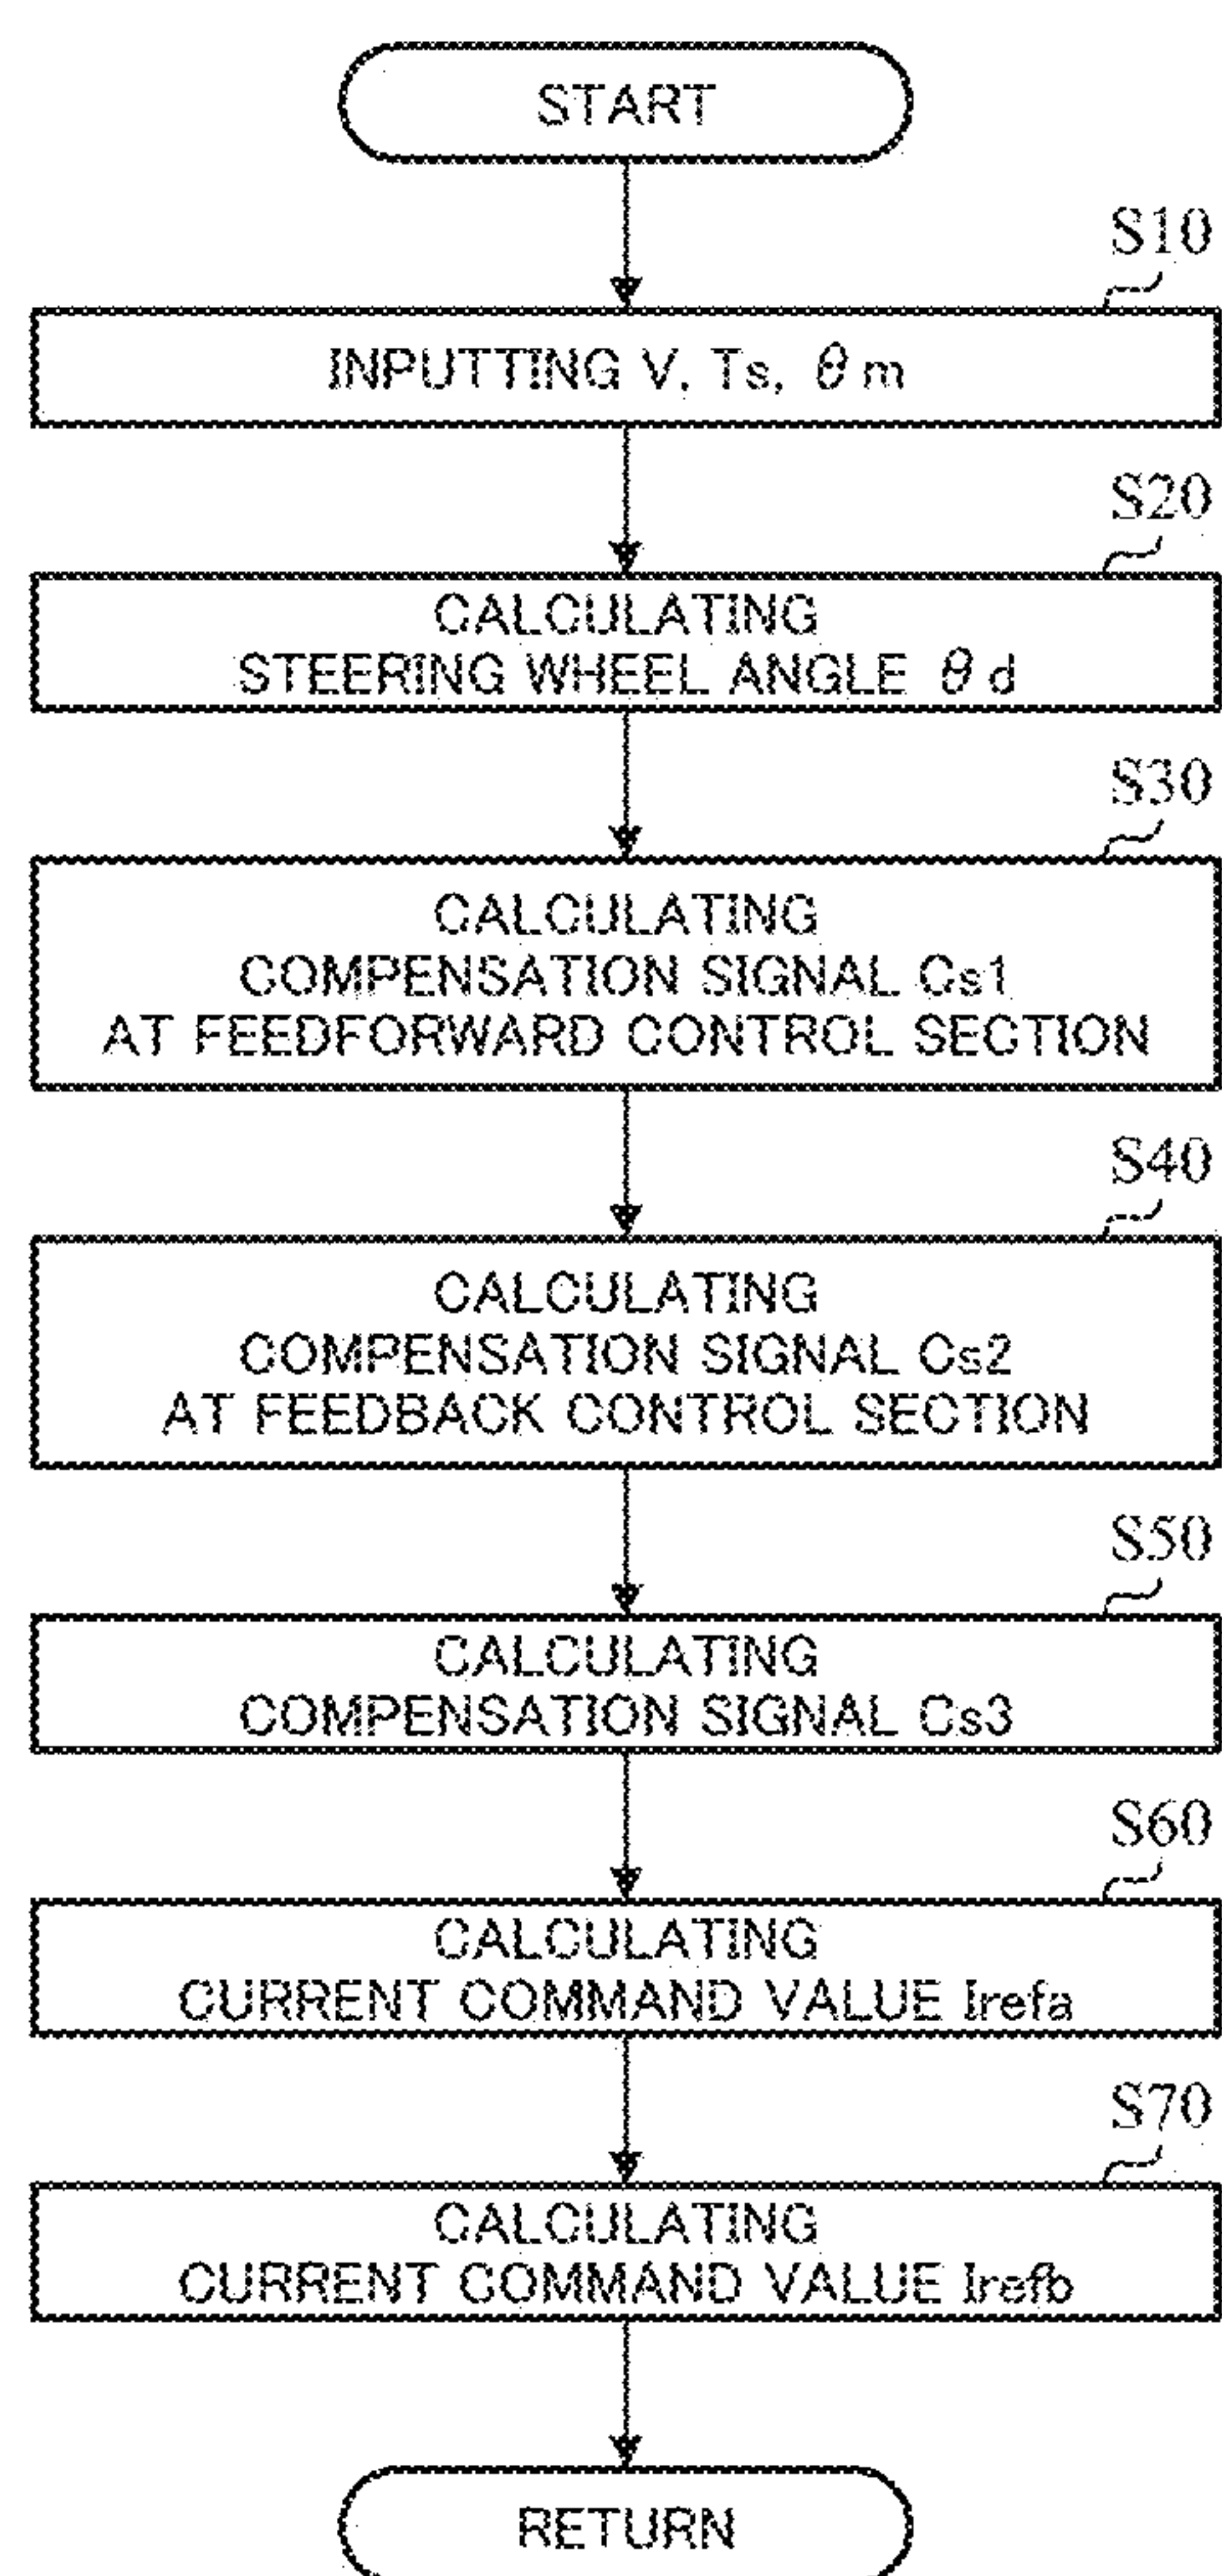 START
S10
INPUTTING V, Ts, θm
S20
CALCULATING
STEERING WHEEL ANGLE θd
S30
CALCULATING
COMPENSATION SIGNAL Cs1
AT FEEDFORWARD CONTROL SECTION
S40
CALCULATING
COMPENSATION SIGNAL Cs2
AT FEEDBACK CONTROL SECTION
S50
CALCULATING
COMPENSATION SIGNAL Cs3
S60
CALCULATING
CURRENT COMMAND VALUE Irefa
S70
CALCULATING
CURRENT COMMAND VALUE Irefb
RETURN